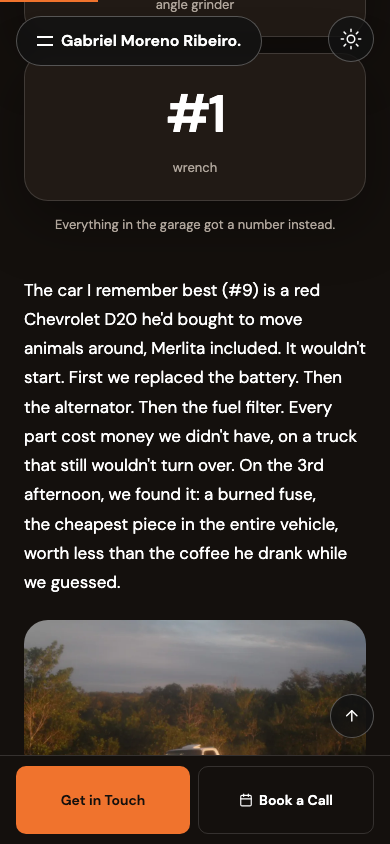 angle grinder
Gabriel Moreno Ribeiro.
#1
wrench
Everything in the garage got a number instead.
The car I remember best (#9) is a red
Chevrolet D20 he'd bought to move
animals around, Merlita included. It wouldn't
start. First we replaced the battery. Then
the alternator. Then the fuel filter. Every
part cost money we didn't have, on a truck
that still wouldn't turn over. On the 3rd
afternoon, we found it: a burned fuse,
the cheapest piece in the entire vehicle,
worth less than the coffee he drank while
we guessed.
Get in Touch
Book a Call